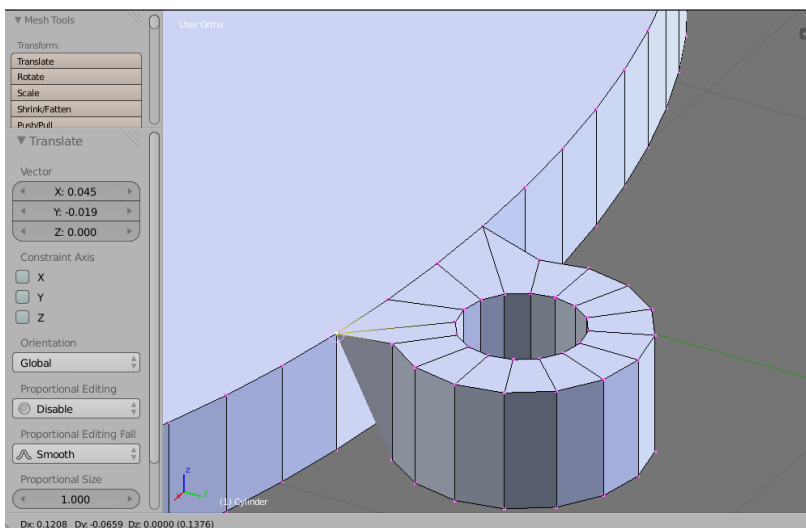 Mesh Tools
Transform:
Translate
Rotate
Scale
Shrink/Fatten
Push/Pull
Translate
Vector
X: 0.045
Y: -0.019
Z: 0.000
Constraint Axis
X
Y
Z
Orientation
Global
Proportional Editing
Disable
Proportional Editing Fall
Smooth
Proportional Size
1.000
User Ortho
z
x
y
(1) Cylinder
Dx: 0.1208 Dy: -0.0659 Dz: 0.0000 (0.1376)